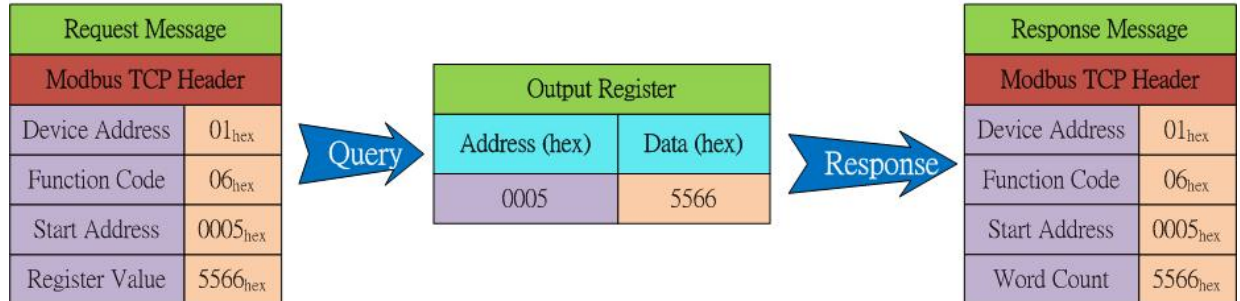 Request Message
Modbus TCP Header
Device Address 01hex
Function Code 06hex
Start Address 0005hex
Register Value 5566hex
Query
Output Register
Address (hex) Data (hex)
0005 5566
Response
Response Message
Modbus TCP Header
Device Address 01hex
Function Code 06hex
Start Address 0005hex
Word Count 5566hex